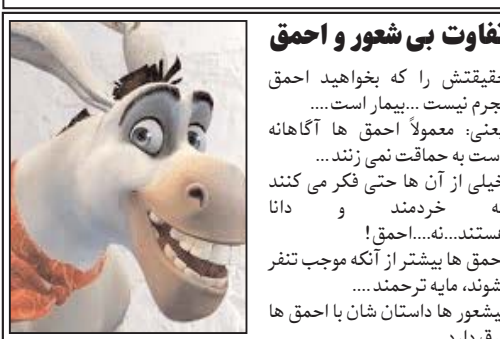 تفاوت بی شعور و احمق
حقیقتش را که بخواهید احمق
مجرم نیست ...بیمار است....
یعنی: معمولاً احمق ها آگاهانه
دست به حماقت نمی زنند...
خیلی از آن ها حتی فکر می کنند
که خردمند و دانا
هستند...نه....احمق!
احمق ها بیشتر از آنکه موجب تنفر
شوند، مایه ترحمند....
بیشعور ها داستان شان با احمق ها